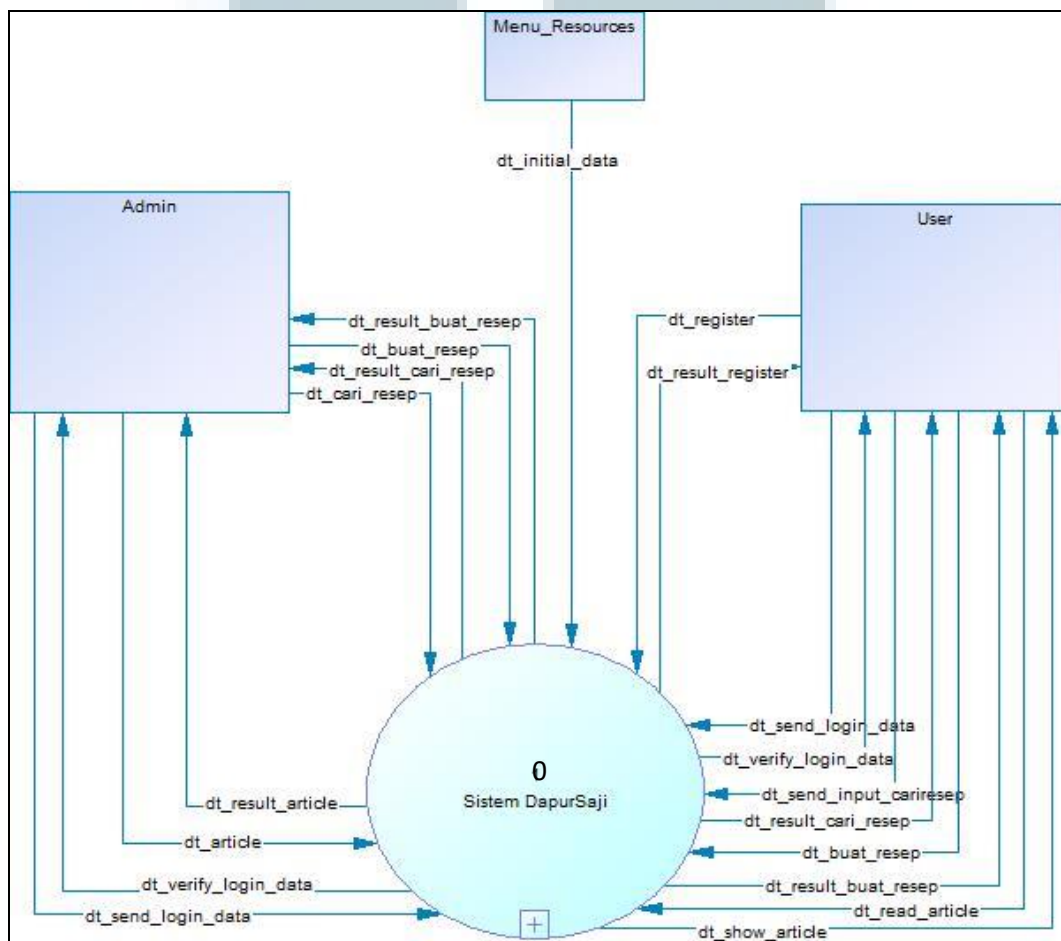 Menu_Resources
dt_initial_data
Admin
User
dt_result_buat_resep
dt_buat_resep
dt_result_cari_resep
dt_cari_resep
dt_register
dt_result_register
dt_send_login_data
dt_verify_login_data
dt_send_input_cariresep
dt_result_cari_resep
dt_buat_resep
dt_result_buat_resep
dt_read_article
dt_show_article
0
Sistem DapurSaji
dt_result_article
dt_article
dt_verify_login_data
dt_send_login_data